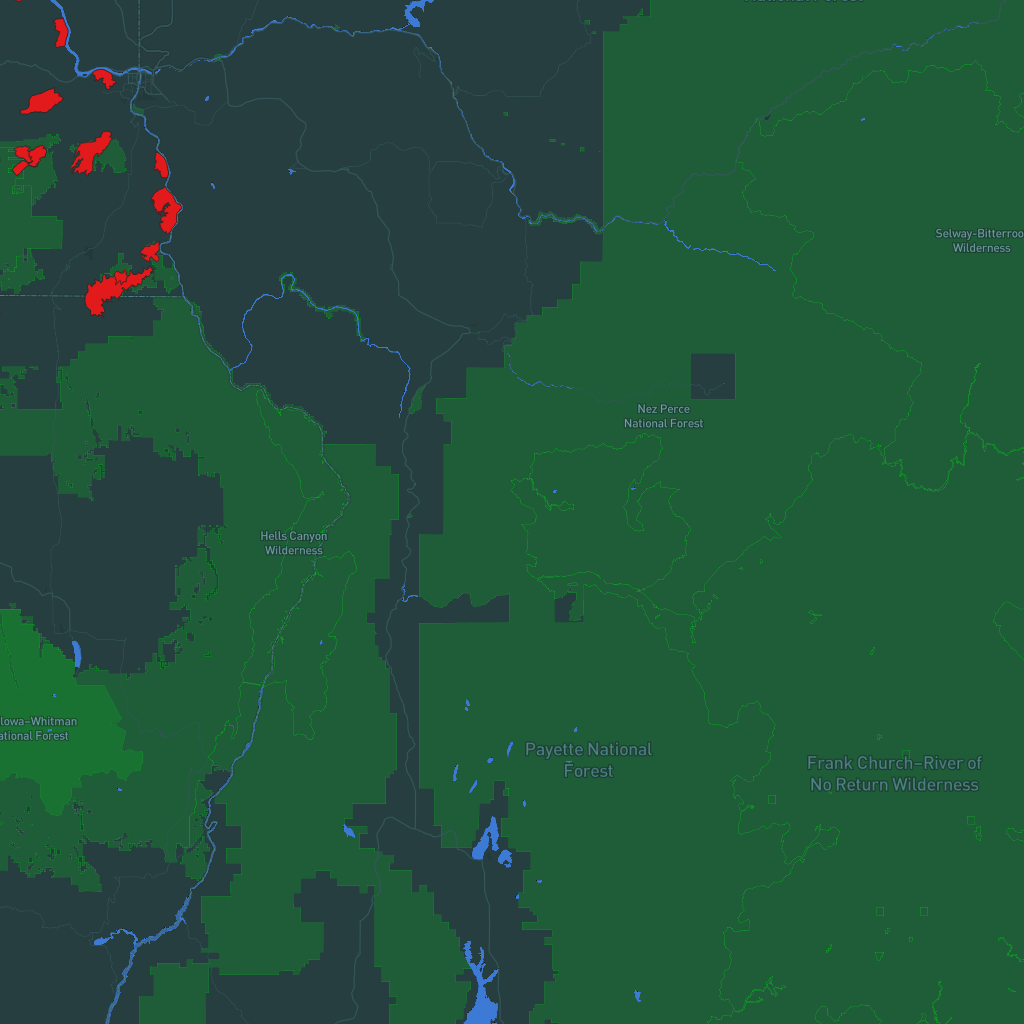 Selway-Bitterroo
Wilderness
Nez Perce
National Forest
Hells Canyon
Wilderness
lowa-Whitman
ational Forest
Payette National
Forest
Frank Church-River of
No Return Wilderness